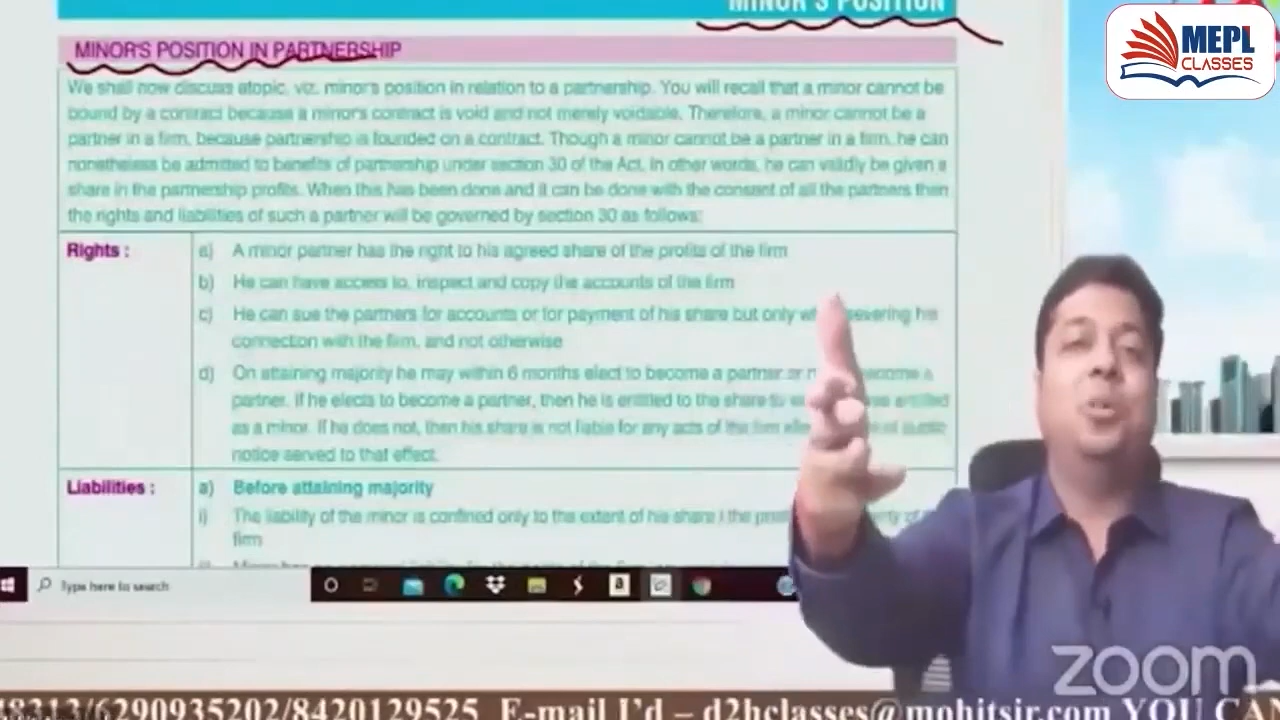 MINOR'S POSITION
MEPL
CLASSES
MINOR'S POSITION IN PARTNERSHIP
We shall now discuss atopic, viz. minor's position in relation to a partnership. You will recall that a minor cannot be
bound by a contract because a minor's contract is void and not merely voidable. Therefore, a minor cannot be a
partner in a firm, because partnership is founded on a contract. Though a minor cannot be a partner in a firm, he can
nonetheless be admitted to benefits of partnership under section 30 of the Act. In other words, he can validly be given a
share in the partnership profits. When this has been done and it can be done with the consent of all the partners then
the rights and liabilities of such a partner will be governed by section 30 as follows:
Rights :
a) A minor partner has the right to his agreed share of the profits of the firm
b) He can have access to, inspect and copy the accounts of the firm
c) He can sue the partners for accounts or for payment of his share but only severing his
connection with the firm, and not otherwise
d) On attaining majority he may within 6 months elect to become a partner or become a
partner. If he elects to become a partner, then he is entitled to the share to entitled
as a minor. If he does not, then his share is not liable for any acts of the firm public
notice served to that effect.
Liabilities :
a) Before attaining majority
i) The liability of the minor is confined only to the extent of his share i the of
firm
Type here to search
zoom
48313/6290935202/8420129525 E-mail I'd – d2hclasses@mohitsir.com YOU CAN